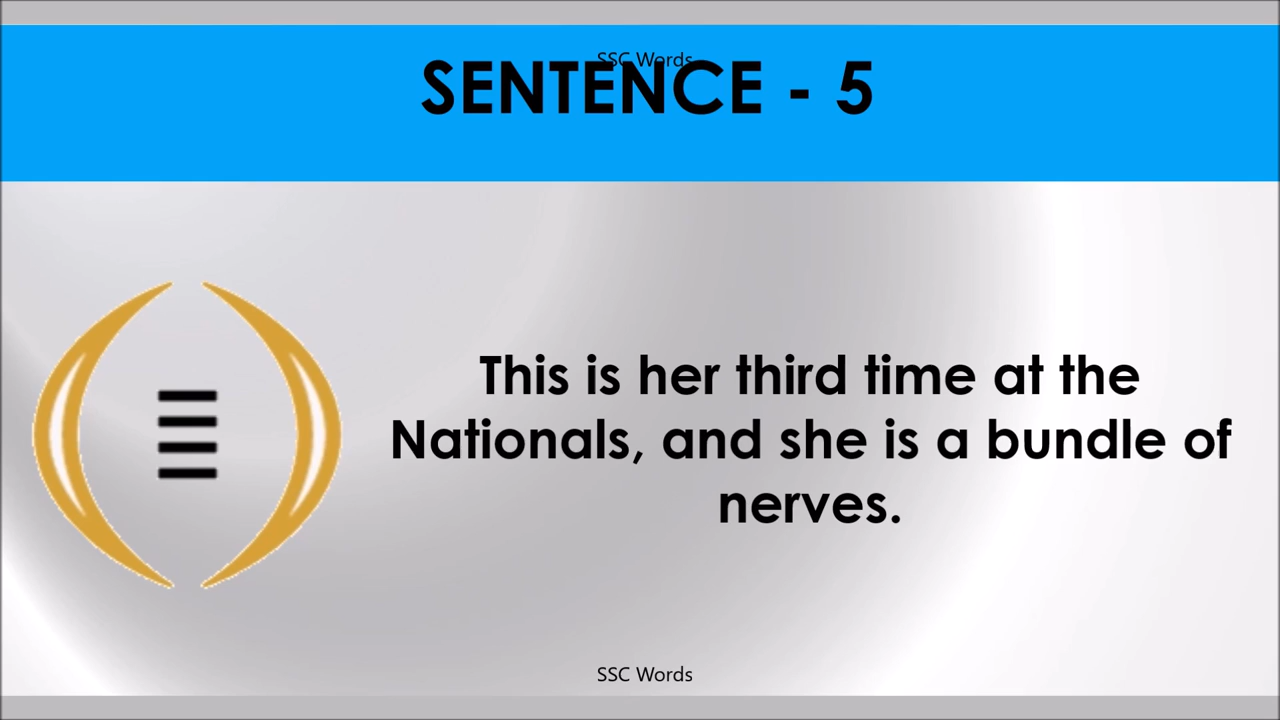 SSC Words
SENTENCE - 5
This is her third time at the
Nationals, and she is a bundle of
nerves.
SSC Words